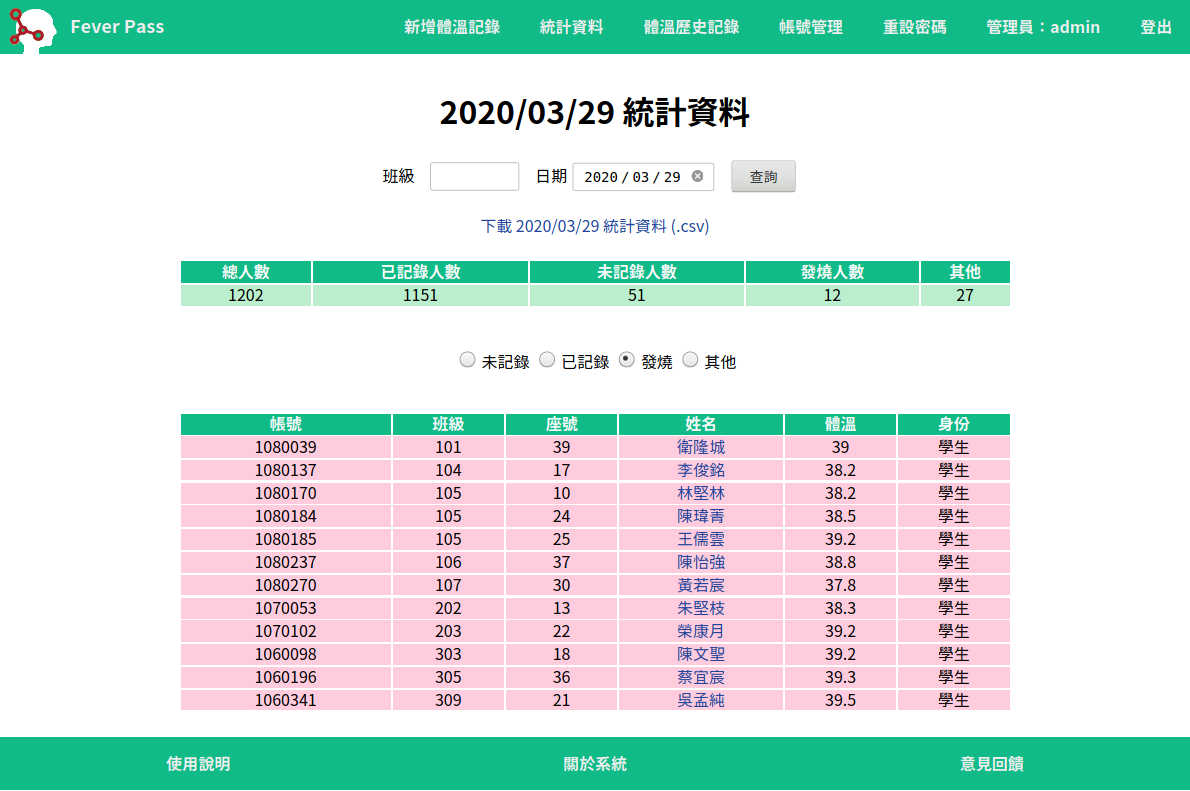 Fever Pass 新增體溫記錄 統計資料 體溫歷史記錄 帳號管理 重設密碼 管理員：admin 登出
2020/03/29 統計資料
班級 日期 2020/03/29 查詢
下載 2020/03/29 統計資料 (.csv)
總人數 已記錄人數 未記錄人數 發燒人數 其他
1202 1151 51 12 27
未記錄 已記錄 發燒 其他
帳號 班級 座號 姓名 體溫 身份
1080039 101 39 衛隆城 39 學生
1080137 104 17 李俊銘 38.2 學生
1080170 105 10 林堅林 38.2 學生
1080184 105 24 陳瑋菁 38.5 學生
1080185 105 25 王儒雲 39.2 學生
1080237 106 37 陳怡強 38.8 學生
1080270 107 30 黃若宸 37.8 學生
1070053 202 13 朱堅枝 38.3 學生
1070102 203 22 榮康月 39.2 學生
1060098 303 18 陳文聖 39.2 學生
1060196 305 36 蔡宜宸 39.3 學生
1060341 309 21 吳孟純 39.5 學生
使用說明 關於系統 意見回饋